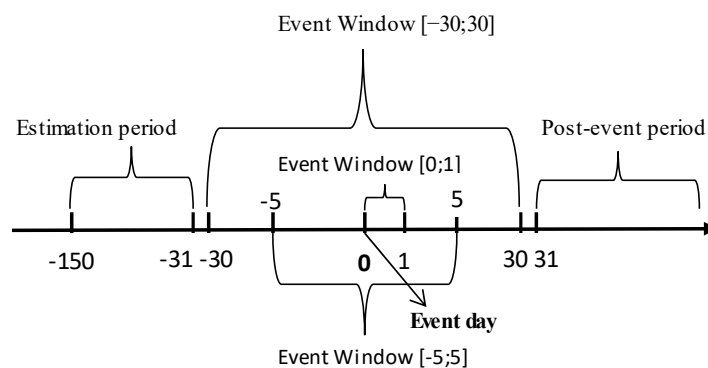 Event Window [−30;30]
Estimation period
Post-event period
Event Window [0;1]
-5
5
-150
-31
-30
0
1
30
31
Event day
Event Window [-5;5]